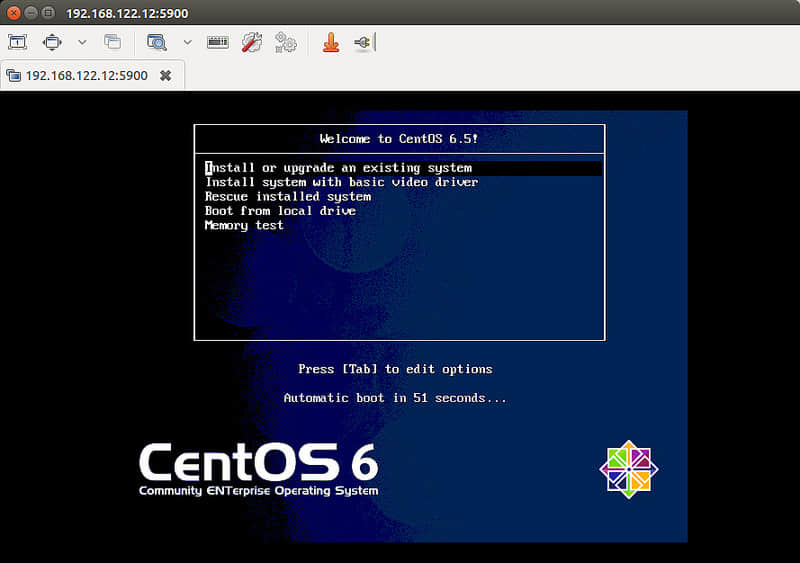 192.168.122.12:5900
192.168.122.12:5900
Welcome to CentOS 6.5!
Install or upgrade an existing system
Install system with basic video driver
Rescue installed system
Boot from local drive
Memory test
Press [Tab] to edit options
Automatic boot in 51 seconds...
CentOS 6
Community ENTerprise Operating System